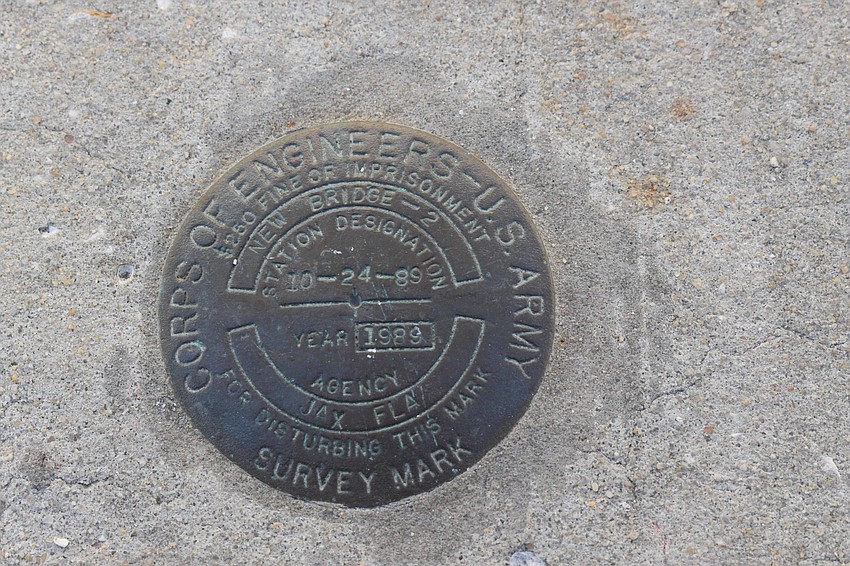 CORPS OF ENGINEERS-U.S. ARMY
$250 FINE OR IMPRISONMENT
NEW BRIDGE-2
STATION DESIGNATION
10-24-89
YEAR 1989
AGENCY
JAX FLA
FOR DISTURBING THIS MARK
SURVEY MARK